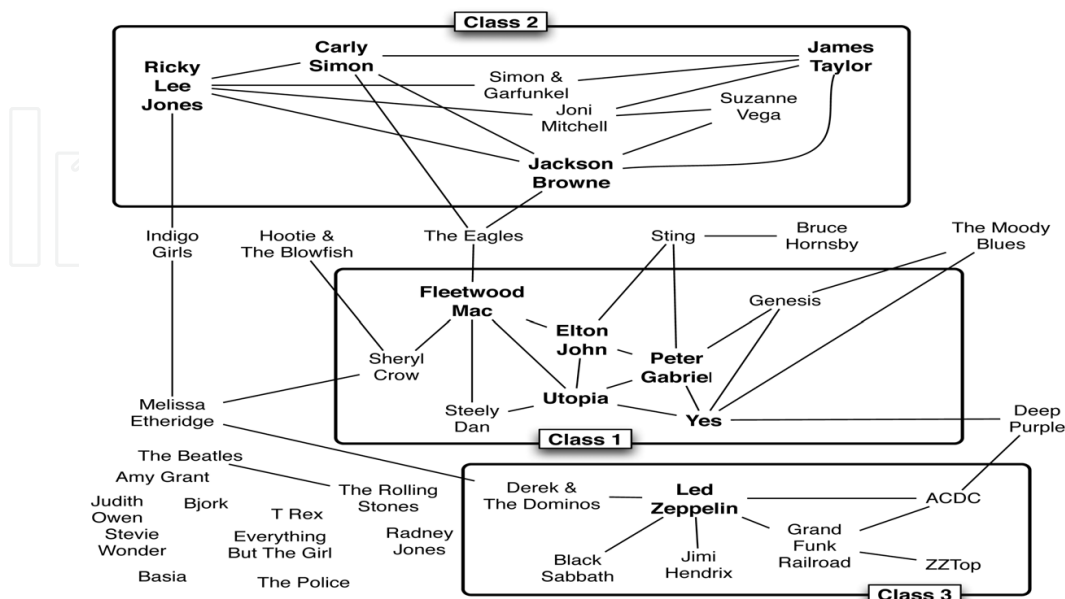 Class 2
Ricky
Lee
Jones
Carly
Simon
James
Taylor
Simon &
Garfunkel
Joni
Mitchell
Suzanne
Vega
Jackson
Browne
Indigo
Girls
Hootie &
The Blowfish
The Eagles
Sting
Bruce
Hornsby
The Moody
Blues
Fleetwood
Mac
Genesis
Elton
John
Sheryl
Crow
Peter
Gabriel
Utopia
Steely
Dan
Yes
Class 1
Melissa
Etheridge
Deep
Purple
The Beatles
Amy Grant
Judith
Owen
Bjork
Stevie
Wonder
T Rex
Everything
But The Girl
The Rolling
Stones
Radney
Jones
Basia
The Police
Derek &
The Dominos
Led
Zeppelin
ACDC
Grand
Funk
Railroad
Black
Sabbath
Jimi
Hendrix
ZZTop
Class 3